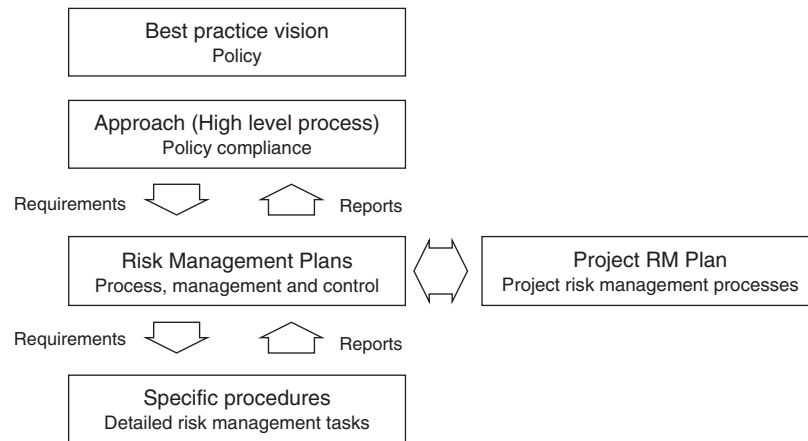 Best practice vision
Policy
Approach (High level process)
Policy compliance
Requirements
Reports
Risk Management Plans
Process, management and control
Project RM Plan
Project risk management processes
Requirements
Reports
Specific procedures
Detailed risk management tasks